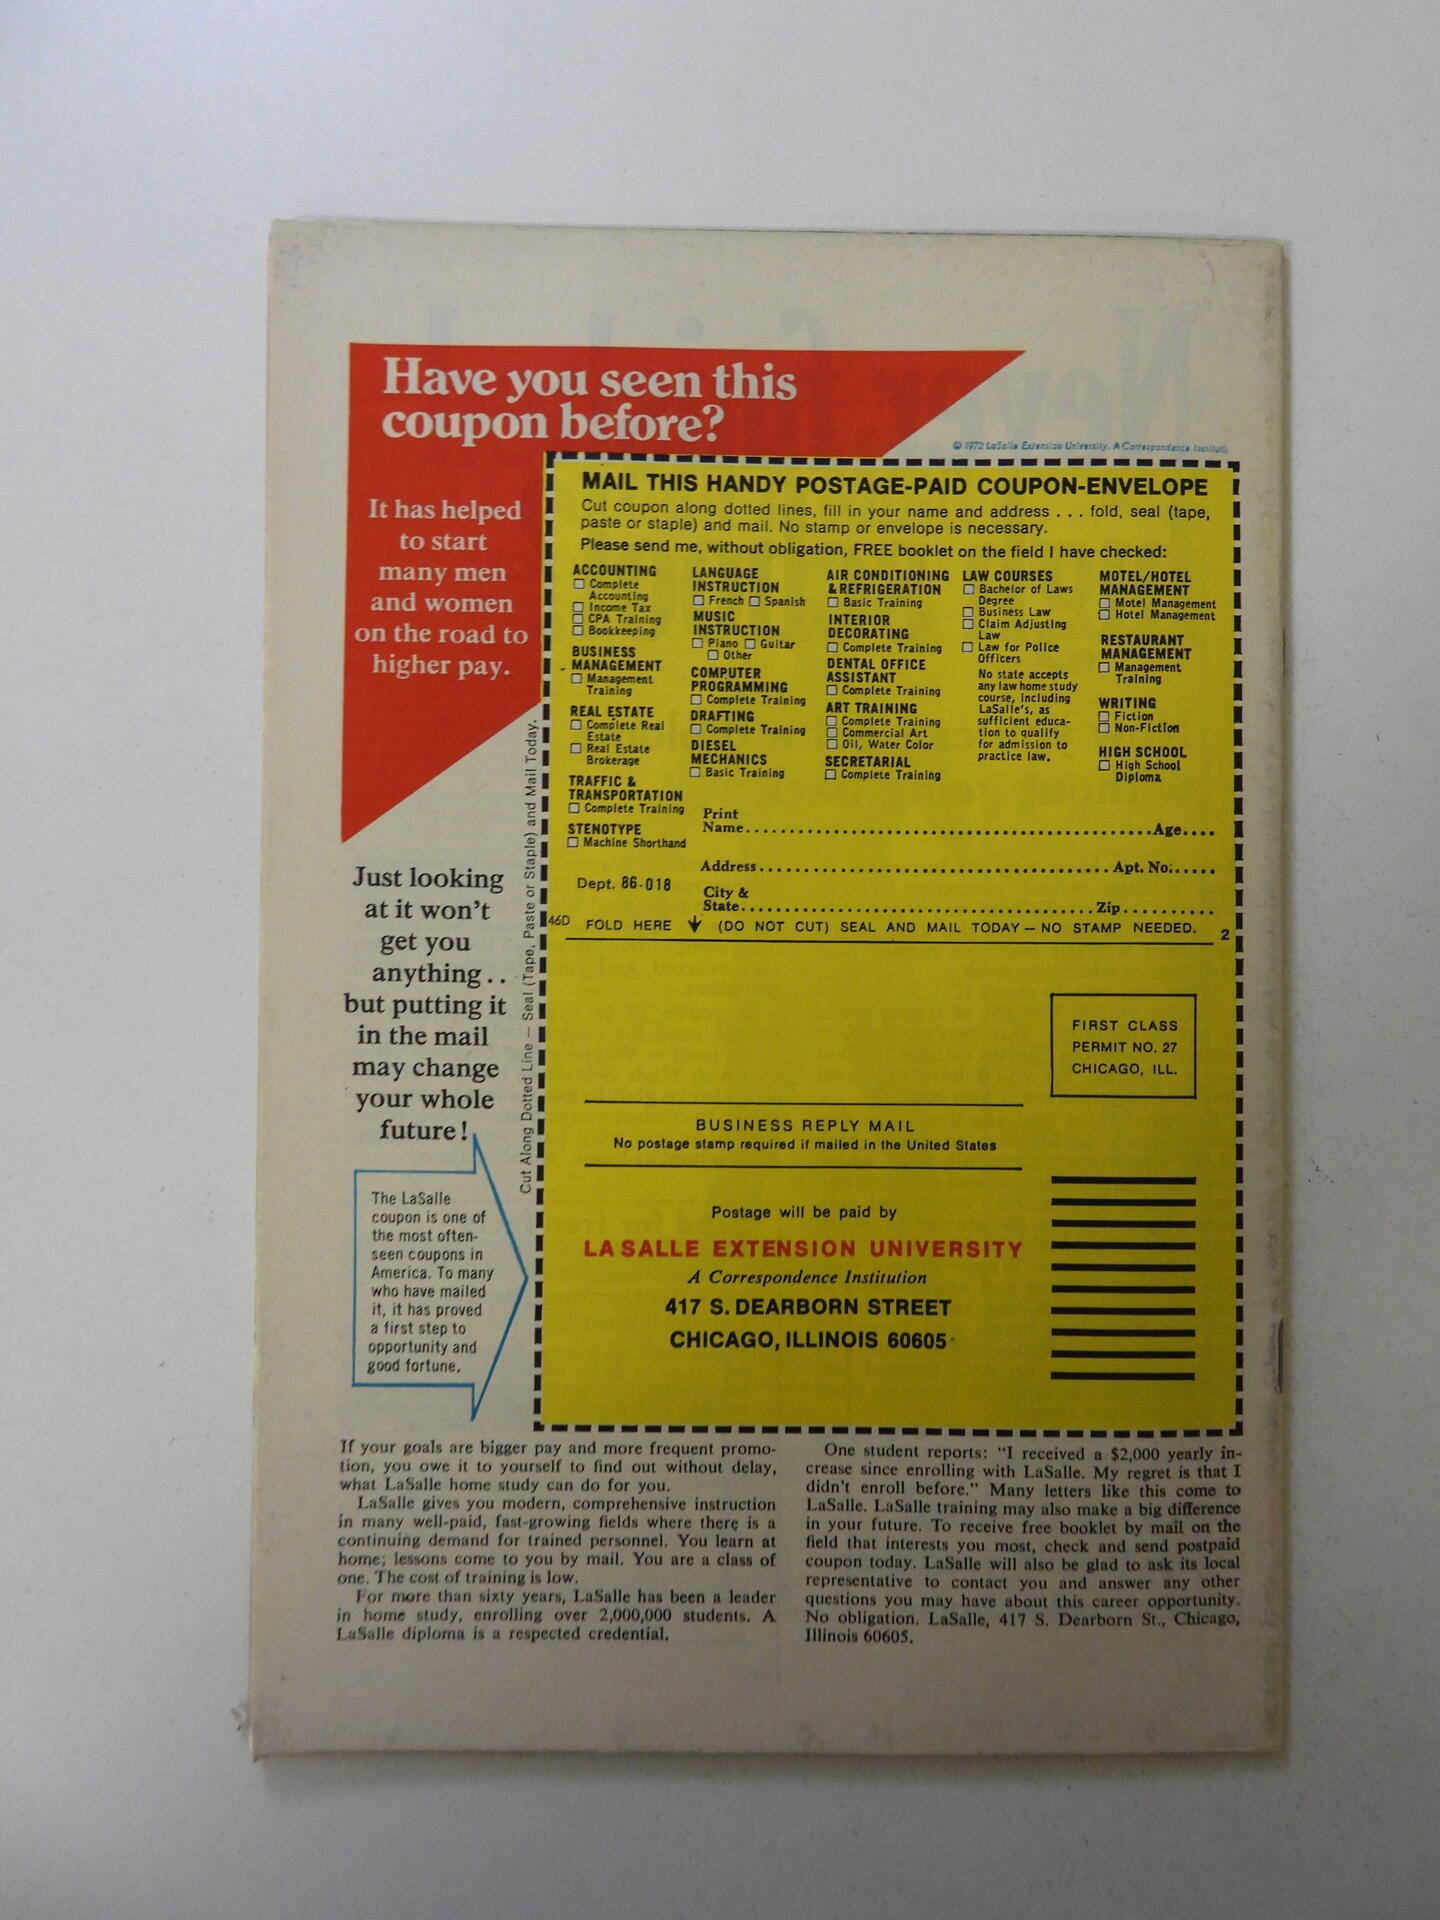 Have you seen this
coupon before?
© 1972 LaSalle Extension University. A Correspondence Institution
It has helped
to start
many men
and women
on the road to
higher pay.
Just looking
at it won't
get you
anything . .
but putting it
in the mail
may change
your whole
future!
The LaSalle
coupon is one of
the most often-
seen coupons in
America. To many
who have mailed
it, it has proved
a first step to
opportunity and
good fortune.
Cut Along Dotted Line – Seal (Tape, Paste or Staple) and Mail Today.
MAIL THIS HANDY POSTAGE-PAID COUPON-ENVELOPE
Cut coupon along dotted lines, fill in your name and address . . . fold, seal (tape,
paste or staple) and mail. No stamp or envelope is necessary.
Please send me, without obligation, FREE booklet on the field I have checked:
ACCOUNTING
☐ Complete
Accounting
☐ Income Tax
☐ CPA Training
☐ Bookkeeping
BUSINESS
MANAGEMENT
☐ Management
Training
REAL ESTATE
☐ Complete Real
Estate
☐ Real Estate
Brokerage
TRAFFIC &
TRANSPORTATION
☐ Complete Training
STENOTYPE
☐ Machine Shorthand
LANGUAGE
INSTRUCTION
☐ French ☐ Spanish
MUSIC
INSTRUCTION
☐ Piano ☐ Guitar
☐ Other
COMPUTER
PROGRAMMING
☐ Complete Training
DRAFTING
☐ Complete Training
DIESEL
MECHANICS
☐ Basic Training
AIR CONDITIONING
& REFRIGERATION
☐ Basic Training
INTERIOR
DECORATING
☐ Complete Training
DENTAL OFFICE
ASSISTANT
☐ Complete Training
ART TRAINING
☐ Complete Training
☐ Commercial Art
☐ Oil, Water Color
SECRETARIAL
☐ Complete Training
LAW COURSES
☐ Bachelor of Laws
Degree
☐ Business Law
☐ Claim Adjusting
Law
☐ Law for Police
Officers
No state accepts
any law home study
course, including
LaSalle's, as
sufficient educa-
tion to qualify
for admission to
practice law.
MOTEL/HOTEL
MANAGEMENT
☐ Motel Management
☐ Hotel Management
RESTAURANT
MANAGEMENT
☐ Management
Training
WRITING
☐ Fiction
☐ Non-Fiction
HIGH SCHOOL
☐ High School
Diploma
Print
Name Age
Address Apt. No.
Dept. 86-018
City &
State Zip
46D FOLD HERE (DO NOT CUT) SEAL AND MAIL TODAY – NO STAMP NEEDED. 2
FIRST CLASS
PERMIT NO. 27
CHICAGO, ILL.
BUSINESS REPLY MAIL
No postage stamp required if mailed in the United States
Postage will be paid by
LA SALLE EXTENSION UNIVERSITY
A Correspondence Institution
417 S. DEARBORN STREET
CHICAGO, ILLINOIS 60605
If your goals are bigger pay and more frequent promo-
tion, you owe it to yourself to find out without delay,
what LaSalle home study can do for you.
LaSalle gives you modern, comprehensive instruction
in many well-paid, fast-growing fields where there is a
continuing demand for trained personnel. You learn at
home; lessons come to you by mail. You are a class of
one. The cost of training is low.
For more than sixty years, LaSalle has been a leader
in home study, enrolling over 2,000,000 students. A
LaSalle diploma is a respected credential.
One student reports: "I received a $2,000 yearly in-
crease since enrolling with LaSalle. My regret is that I
didn't enroll before." Many letters like this come to
LaSalle. LaSalle training may also make a big difference
in your future. To receive free booklet by mail on the
field that interests you most, check and send postpaid
coupon today. LaSalle will also be glad to ask its local
representative to contact you and answer any other
questions you may have about this career opportunity.
No obligation. LaSalle, 417 S. Dearborn St., Chicago,
Illinois 60605.